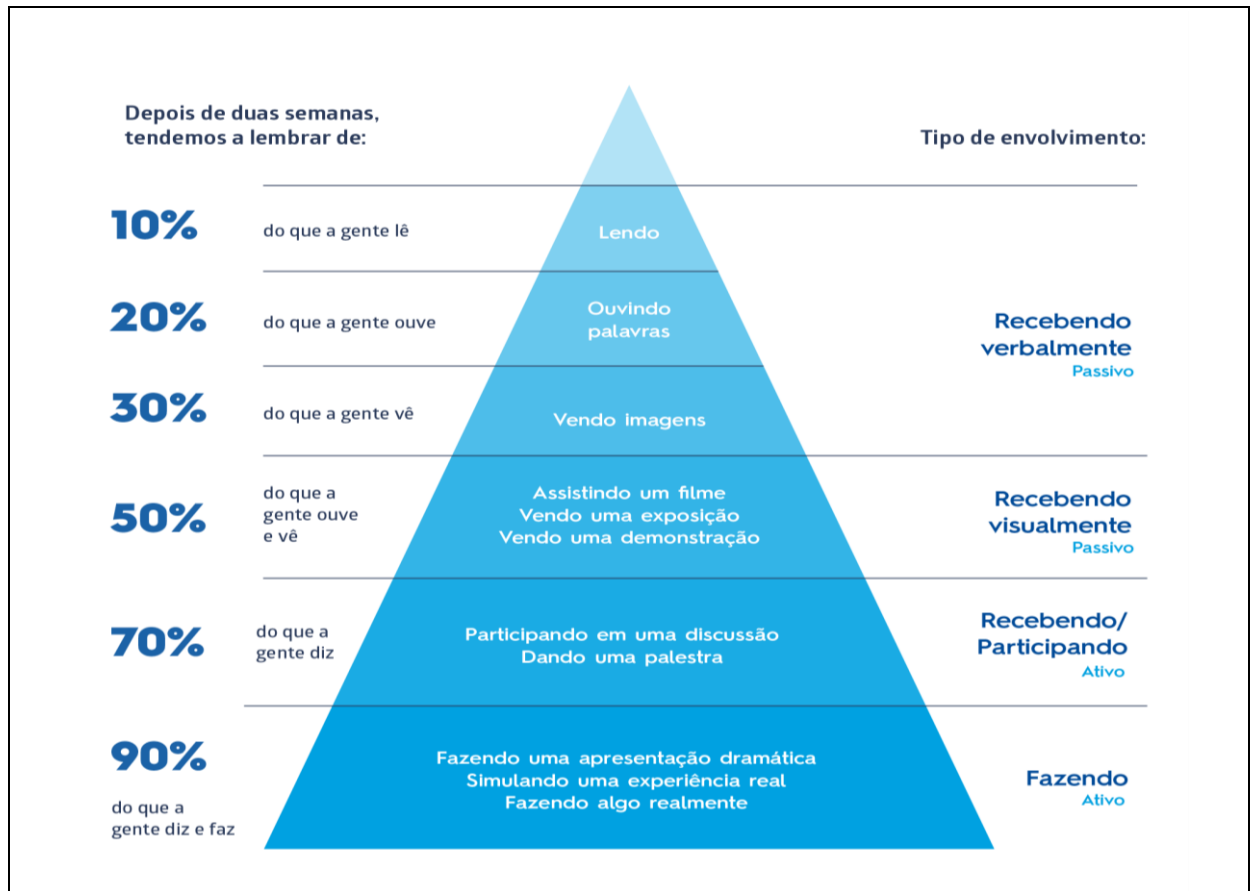 Depois de duas semanas,
tendemos a lembrar de:
Tipo de envolvimento:
10%
do que a gente lê
Lendo
20%
do que a gente ouve
Ouvindo
palavras
Recebendo
verbalmente
Passivo
30%
do que a gente vê
Vendo imagens
50%
do que a
gente ouve
e vê
Assistindo um filme
Vendo uma exposição
Vendo uma demonstração
Recebendo
visualmente
Passivo
70%
do que a
gente diz
Participando em uma discussão
Dando uma palestra
Recebendo/
Participando
Ativo
90%
do que a
gente diz e faz
Fazendo uma apresentação dramática
Simulando uma experiência real
Fazendo algo realmente
Fazendo
Ativo